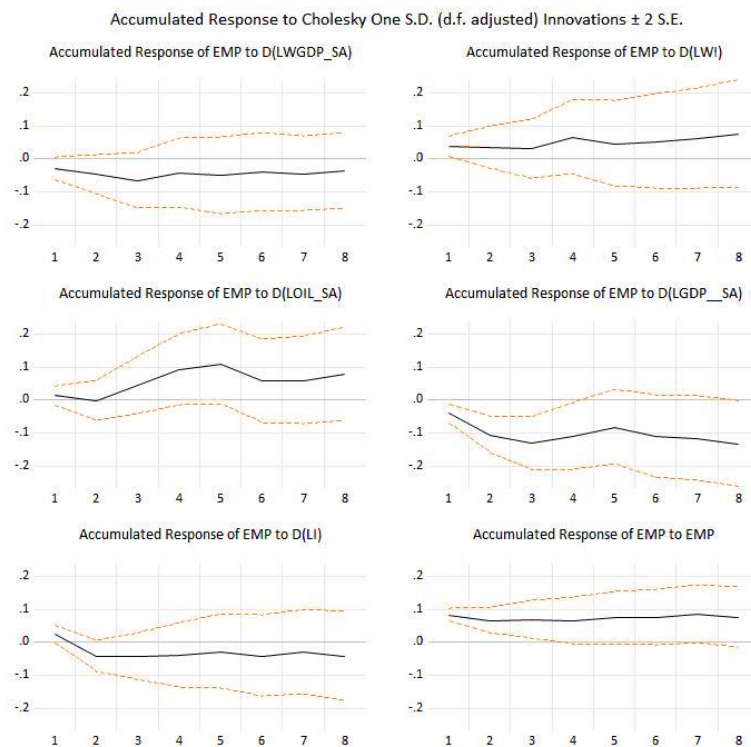 Accumulated Response to Cholesky One S.D. (d.f. adjusted) Innovations ± 2 S.E.
Accumulated Response of EMP to D(LWGDP_SA)
.2
.1
.0
-.1
-.2
1 2 3 4 5 6 7 8
Accumulated Response of EMP to D(LW!)
.2
.1
.0
-.1
-.2
1 2 3 4 5 6 7 8
Accumulated Response of EMP to D(LOIL_SA)
.2
.1
.0
-.1
-.2
1 2 3 4 5 6 7 8
Accumulated Response of EMP to D(LGDP__SA)
.2
.1
.0
-.1
-.2
1 2 3 4 5 6 7 8
Accumulated Response of EMP to D(LI)
.2
.1
.0
-.1
-.2
1 2 3 4 5 6 7 8
Accumulated Response of EMP to EMP
.2
.1
.0
-.1
-.2
1 2 3 4 5 6 7 8